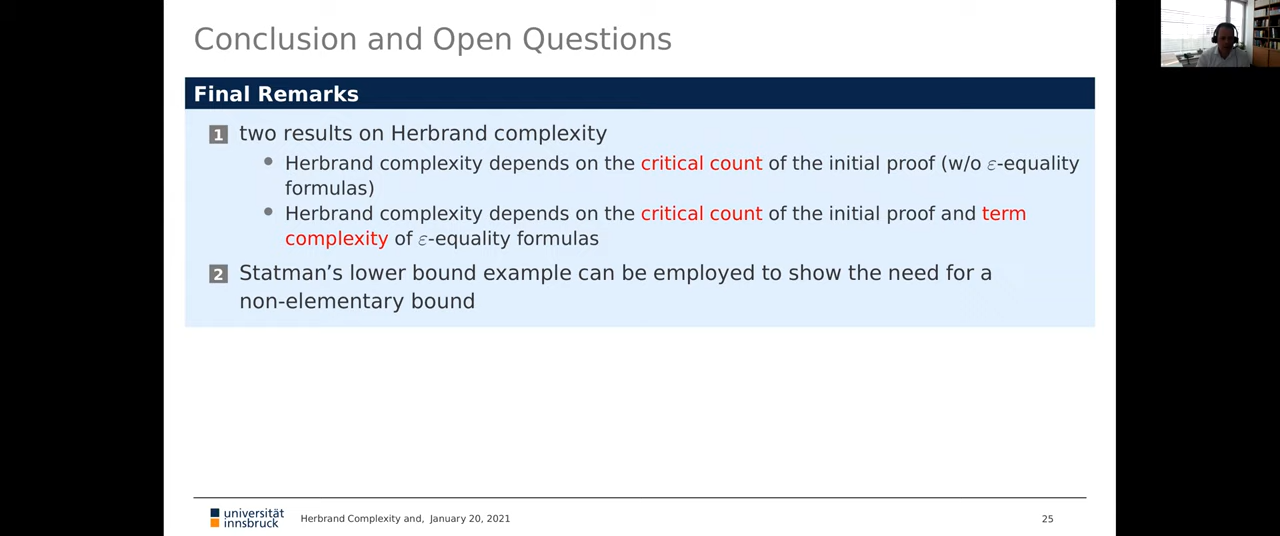 Conclusion and Open Questions
Final Remarks
1 two results on Herbrand complexity
• Herbrand complexity depends on the critical count of the initial proof (w/o ε-equality
formulas)
• Herbrand complexity depends on the critical count of the initial proof and term
complexity of ε-equality formulas
2 Statman’s lower bound example can be employed to show the need for a
non-elementary bound
universität
innsbruck
Herbrand Complexity and, January 20, 2021
25